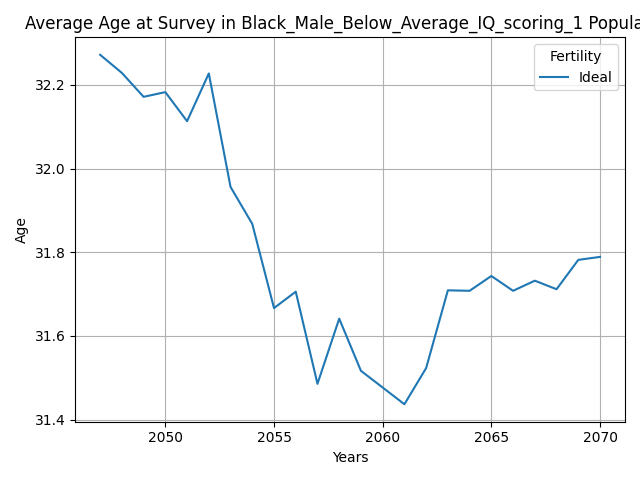 Average Age at Survey in Black_Male_Below_Average_IQ_scoring_1 Popula
Fertility
Ideal
32.2
32.0
31.8
31.6
31.4
Age
2050 2055 2060 2065 2070
Years